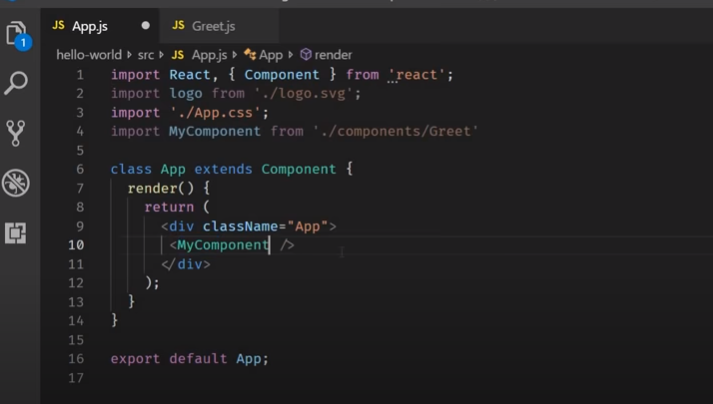 JS App.js ● JS Greet.js
hello-world ▸ src ▸ JS App.js ▸ App ▸ render
1 import React, { Component } from 'react';
2 import logo from './logo.svg';
3 import './App.css';
4 import MyComponent from './components/Greet'
5
6 class App extends Component {
7 render() {
8 return (
9 <div className="App">
10 <MyComponent />
11 </div>
12 );
13 }
14 }
15
16 export default App;
17
1